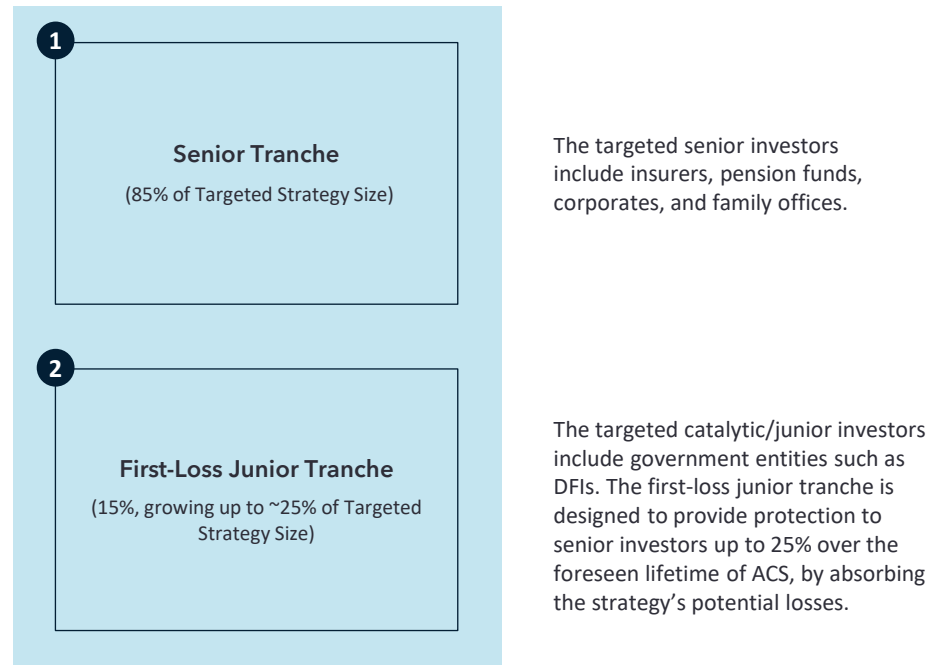 1
Senior Tranche
(85% of Targeted Strategy Size)
The targeted senior investors
include insurers, pension funds,
corporates, and family offices.
2
First-Loss Junior Tranche
(15%, growing up to ~25% of Targeted
Strategy Size)
The targeted catalytic/junior investors
include government entities such as
DFIs. The first-loss junior tranche is
designed to provide protection to
senior investors up to 25% over the
foreseen lifetime of ACS, by absorbing
the strategy’s potential losses.